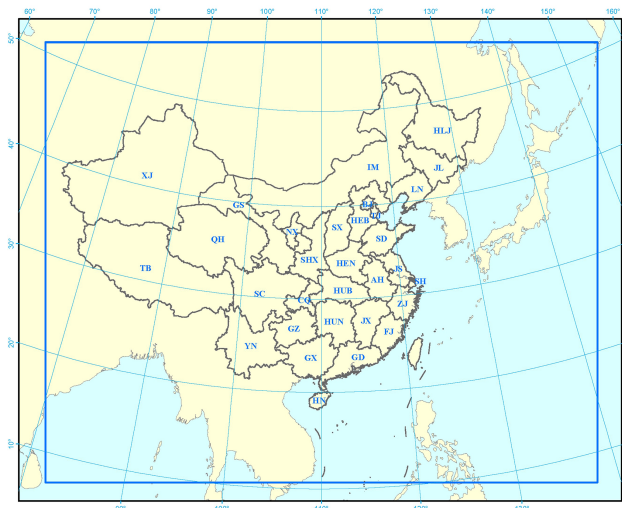 60° 70° 80° 90° 100° 110° 120° 130° 140° 150° 160°
50°
40°
30°
20°
10°
HLJ
JL
LN
IM
XJ
GS
BJ
HEB
NX
SX
SD
QH
SHX
HEN
TB
JS
AH
SH
SC
CQ
HUB
ZJ
HUN
JX
GZ
FJ
YN
GX
GD
HN
110°
120°